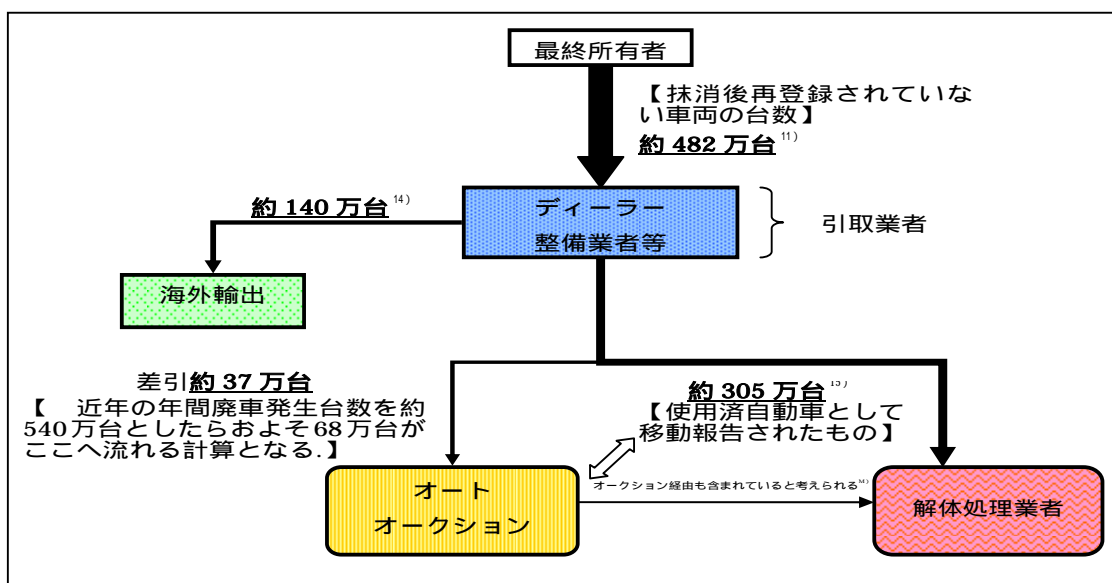 最終所有者
【抹消後再登録されていな
い車両の台数】
約 482 万台 11)
ディーラー
整備業者等
引取業者
約 140 万台 14)
海外輸出
差引約 37 万台
【 近年の年間廃車発生台数を約
540万台としたらおよそ68万台が
ここへ流れる計算となる.】
約 305 万台
【使用済自動車として
移動報告されたもの】
オークション経由も含まれていると考えられる
オート
オークション
解体処理業者